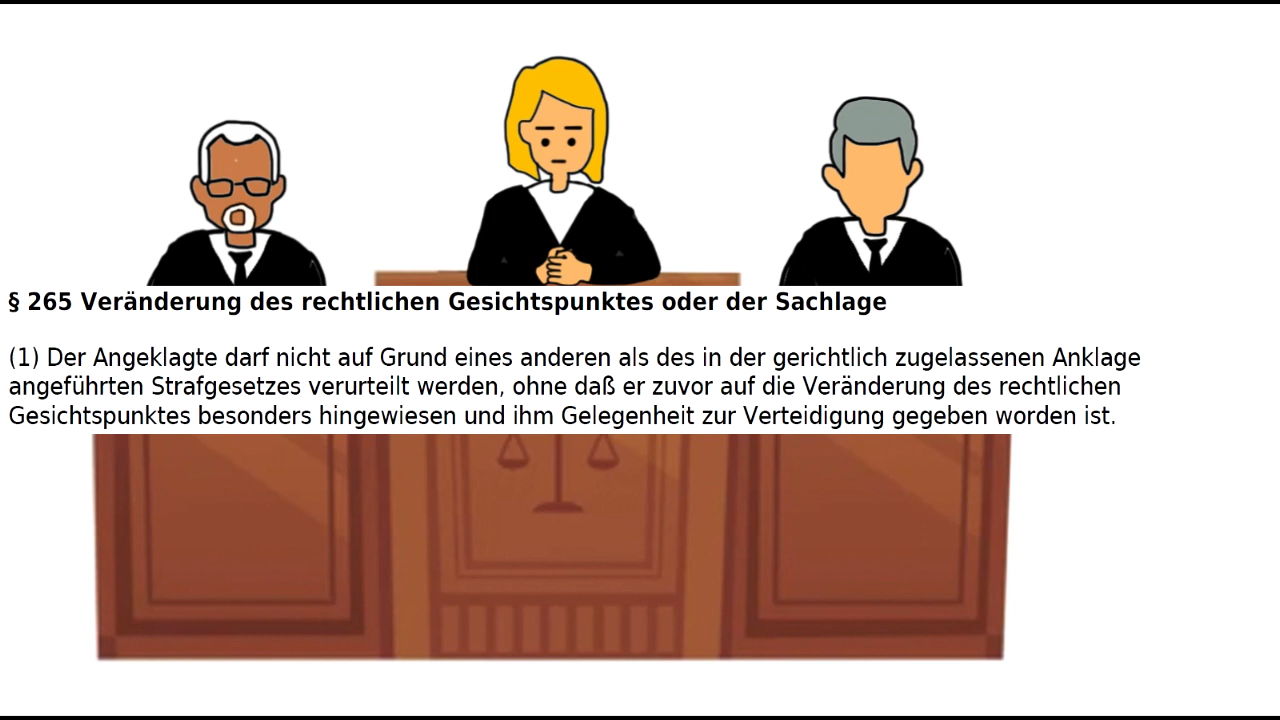 § 265 Veränderung des rechtlichen Gesichtspunktes oder der Sachlage
(1) Der Angeklagte darf nicht auf Grund eines anderen als des in der gerichtlich zugelassenen Anklage
angeführten Strafgesetzes verurteilt werden, ohne daß er zuvor auf die Veränderung des rechtlichen
Gesichtspunktes besonders hingewiesen und ihm Gelegenheit zur Verteidigung gegeben worden ist.